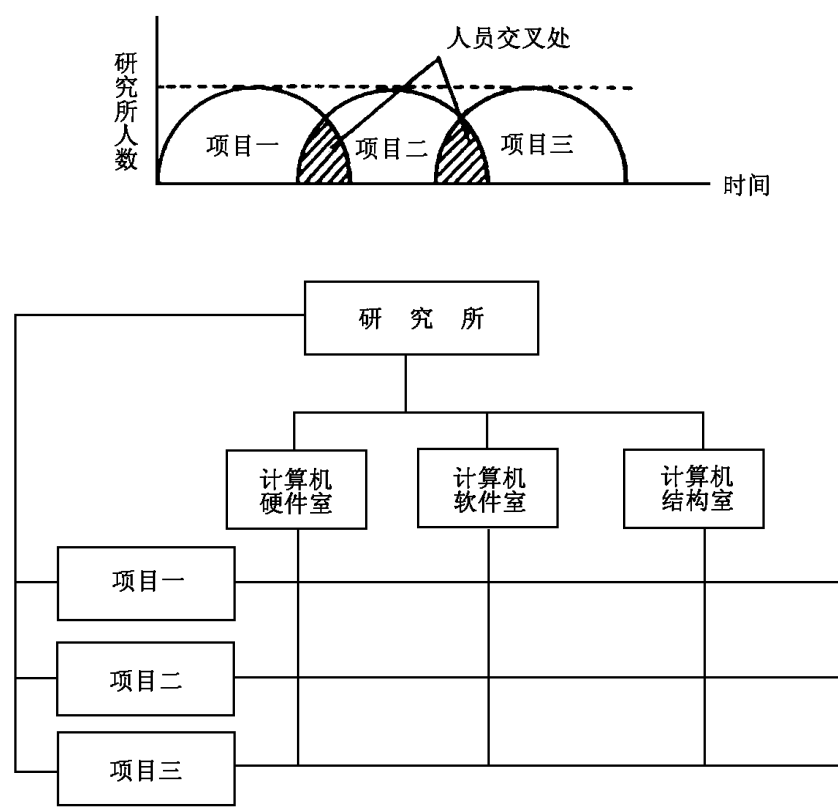 人员交叉处
研究所人数
项目一
项目二
项目三
时间
研究所
计算机
硬件室
计算机
软件室
计算机
结构室
项目一
项目二
项目三